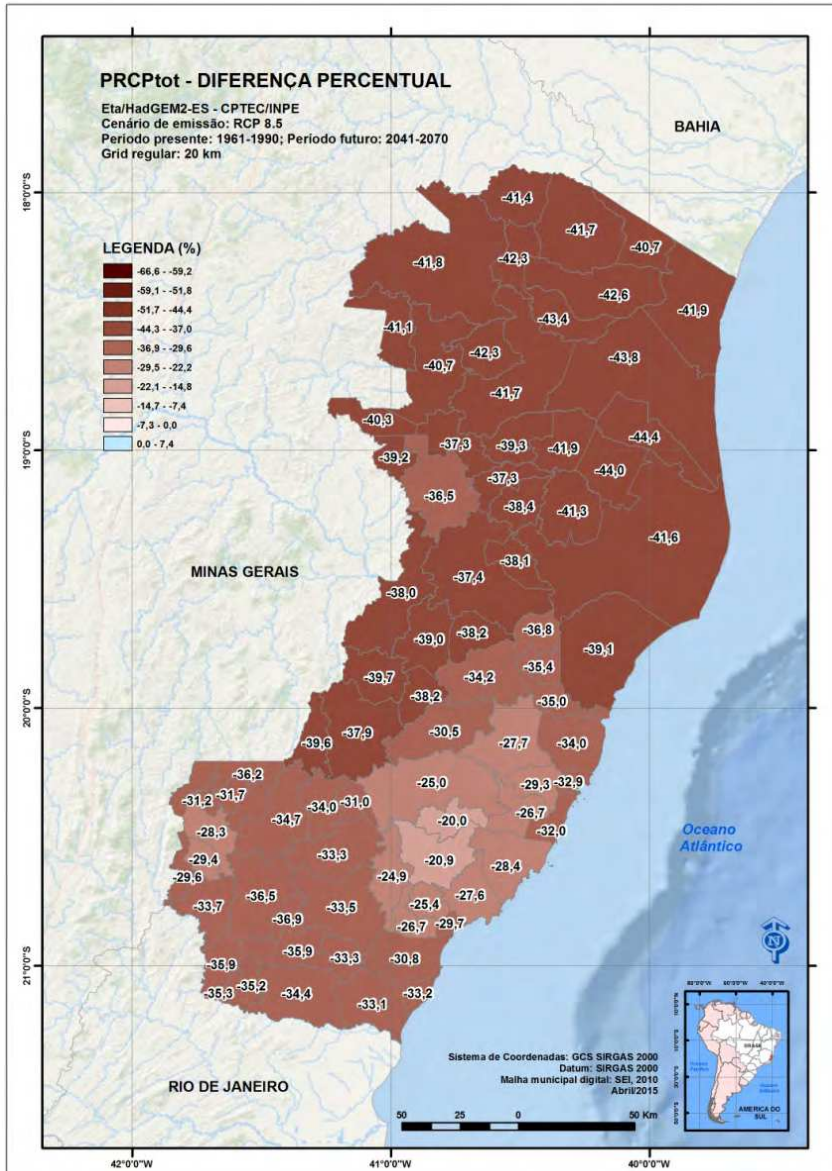 PRCPtot - DIFERENÇA PERCENTUAL
Eta/HadGEM2-ES - CPTEC/INPE
Cenário de emissão: RCP 8.5
Período presente: 1961-1990; Período futuro: 2041-2070
Grid regular: 20 km
BAHIA
18°0'0"S
LEGENDA (%)
-66,6 - -59,2
-59,1 - -51,8
-51,7 - -44,4
-44,3 - -37,0
-36,9 - -29,6
-29,5 - -22,2
-22,1 - -14,8
-14,7 - -7,4
-7,3 - 0,0
0,0 - 7,4
-41,4
-41,7
-40,7
-41,8
-42,3
-42,6
-41,9
-41,1
-43,4
-40,7
-42,3
-43,8
-41,7
-40,3
-44,4
19°0'0"S
-39,2
-37,3
-39,3
-41,9
-44,0
-36,5
-37,3
-38,4
-41,3
-41,6
MINAS GERAIS
-38,1
-37,4
-38,0
-39,0
-38,2
-36,8
-39,1
-39,7
-34,2
-35,4
-38,2
-35,0
20°0'0"S
-39,6
-37,9
-30,5
-27,7
-34,0
-36,2
-31,2
-31,7
-34,7
-34,0
-31,0
-25,0
-29,3
-32,9
-28,3
-20,0
-26,7
-32,0
-29,4
-33,3
-20,9
-28,4
-29,6
-24,9
-33,7
-36,5
-36,9
-33,5
-25,4
-27,6
-26,7
-29,7
Oceano
Atlântico
N
21°0'0"S
-35,9
-35,9
-33,3
-30,8
-35,3
-35,2
-34,4
-33,1
-33,2
RIO DE JANEIRO
Sistema de Coordenadas: GCS SIRGAS 2000
Datum: SIRGAS 2000
Malha municipal digital: SEI, 2010
Abril/2015
50 25 0 50 Km
80°0'0"W 60°0'0"W 40°0'0"W
BRASIL
Oceano
Pacífico
Oceano
Atlântico
AMERICA DO
SUL
42°0'0"W 41°0'0"W 40°0'0"W